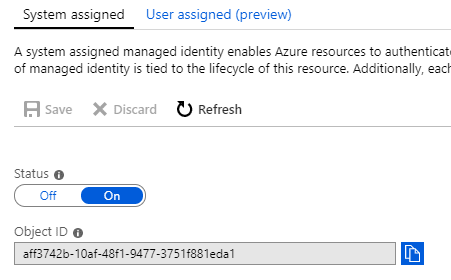 System assigned
User assigned (preview)
A system assigned managed identity enables Azure resources to authenticate
of managed identity is tied to the lifecycle of this resource. Additionally, eac
Save Discard Refresh
Status
Off On
Object ID
aff3742b-10af-48f1-9477-3751f881eda1